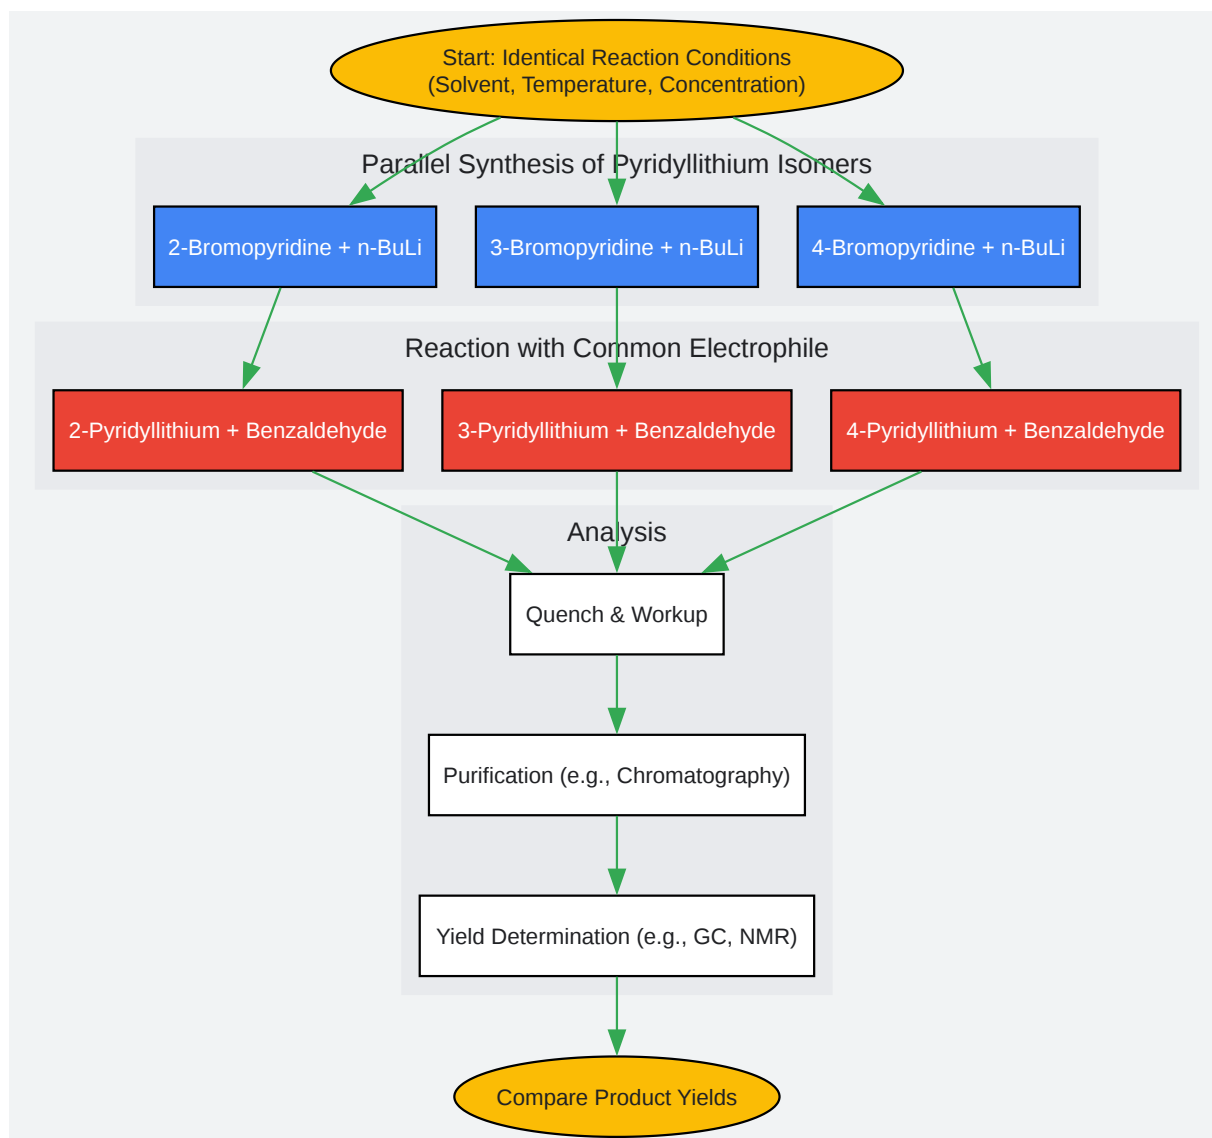 Start: Identical Reaction Conditions
(Solvent, Temperature, Concentration)
Parallel Synthesis of Pyridyllithium Isomers
2-Bromopyridine + n-BuLi
3-Bromopyridine + n-BuLi
4-Bromopyridine + n-BuLi
Reaction with Common Electrophile
2-Pyridyllithium + Benzaldehyde
3-Pyridyllithium + Benzaldehyde
4-Pyridyllithium + Benzaldehyde
Analysis
Quench & Workup
Purification (e.g., Chromatography)
Yield Determination (e.g., GC, NMR)
Compare Product Yields